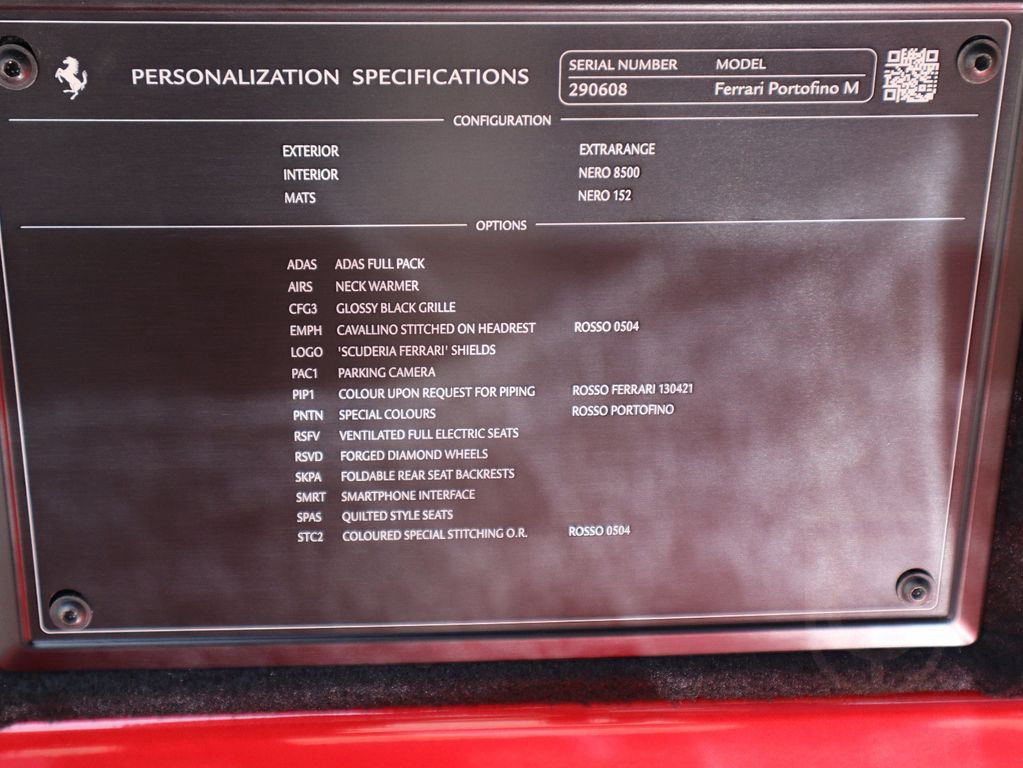 PERSONALIZATION SPECIFICATIONS
SERIAL NUMBER MODEL
290608 Ferrari Portofino M
CONFIGURATION
EXTERIOR EXTRARANGE
INTERIOR NERO 8500
MATS NERO 152
OPTIONS
ADAS ADAS FULL PACK
AIRS NECK WARMER
CFG3 GLOSSY BLACK GRILLE
EMPH CAVALLINO STITCHED ON HEADREST ROSSO 0504
LOGO 'SCUDERIA FERRARI' SHIELDS
PAC1 PARKING CAMERA
PIP1 COLOUR UPON REQUEST FOR PIPING ROSSO FERRARI 130421
PNTN SPECIAL COLOURS ROSSO PORTOFINO
RSFV VENTILATED FULL ELECTRIC SEATS
RSVD FORGED DIAMOND WHEELS
SKPA FOLDABLE REAR SEAT BACKRESTS
SMRT SMARTPHONE INTERFACE
SPAS QUILTED STYLE SEATS
STC2 COLOURED SPECIAL STITCHING O.R. ROSSO 0504